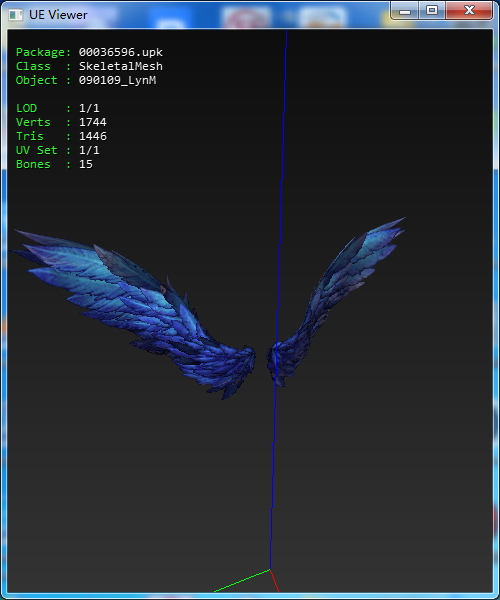 UE Viewer
Package: 00036596.upk
Class  : SkeletalMesh
Object : 090109_LynM
LOD    : 1/1
Verts  : 1744
Tris   : 1446
UV Set : 1/1
Bones  : 15